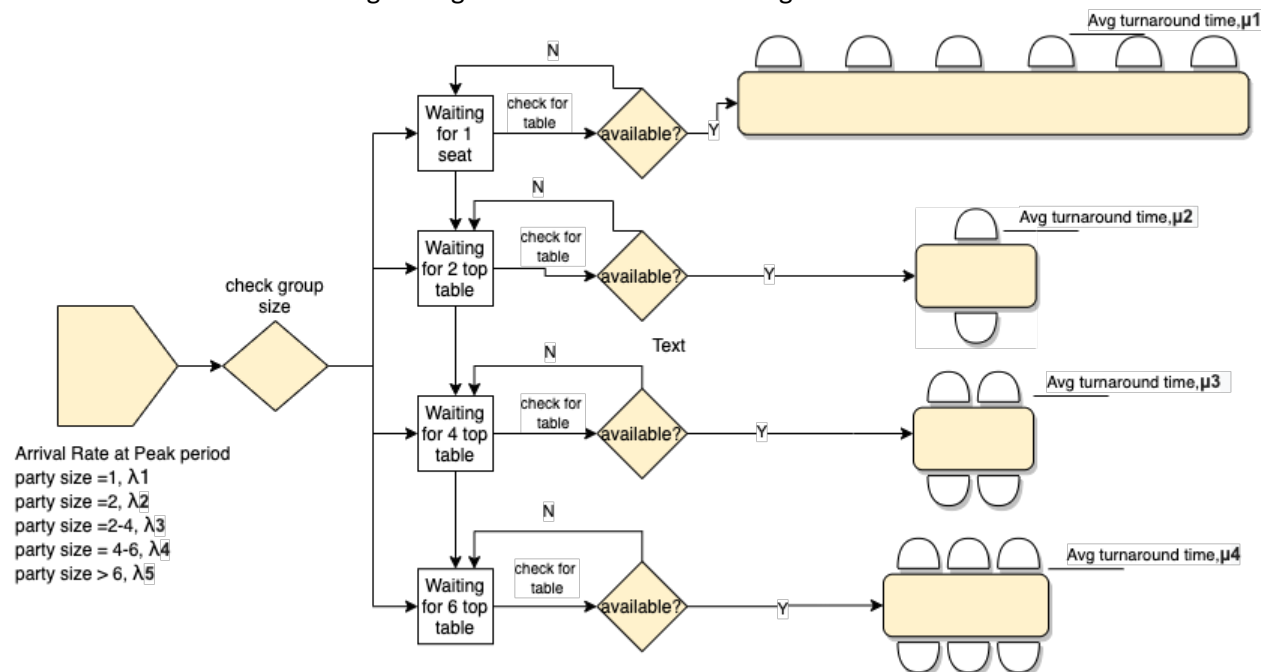 Avg turnaround time,μ1
N
Waiting
for 1
seat
check for
table
available?
Y
N
Avg turnaround time,μ2
Waiting
for 2 top
table
check for
table
available?
Y
check group
size
Text
N
Avg turnaround time,μ3
Waiting
for 4 top
table
check for
table
available?
Y
Arrival Rate at Peak period
party size =1, λ1
party size =2, λ2
party size =2-4, λ3
party size = 4-6, λ4
party size > 6, λ5
N
Avg turnaround time,μ4
Waiting
for 6 top
table
check for
table
available?
Y